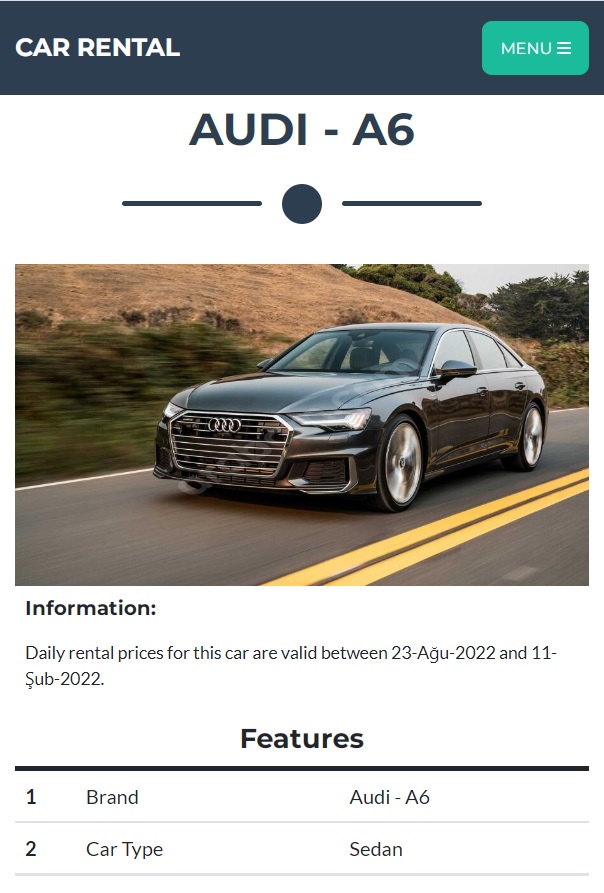 CAR RENTAL
MENU
AUDI - A6
Information:
Daily rental prices for this car are valid between 23-Ağu-2022 and 11-
Şub-2022.
Features
1 Brand Audi - A6
2 Car Type Sedan